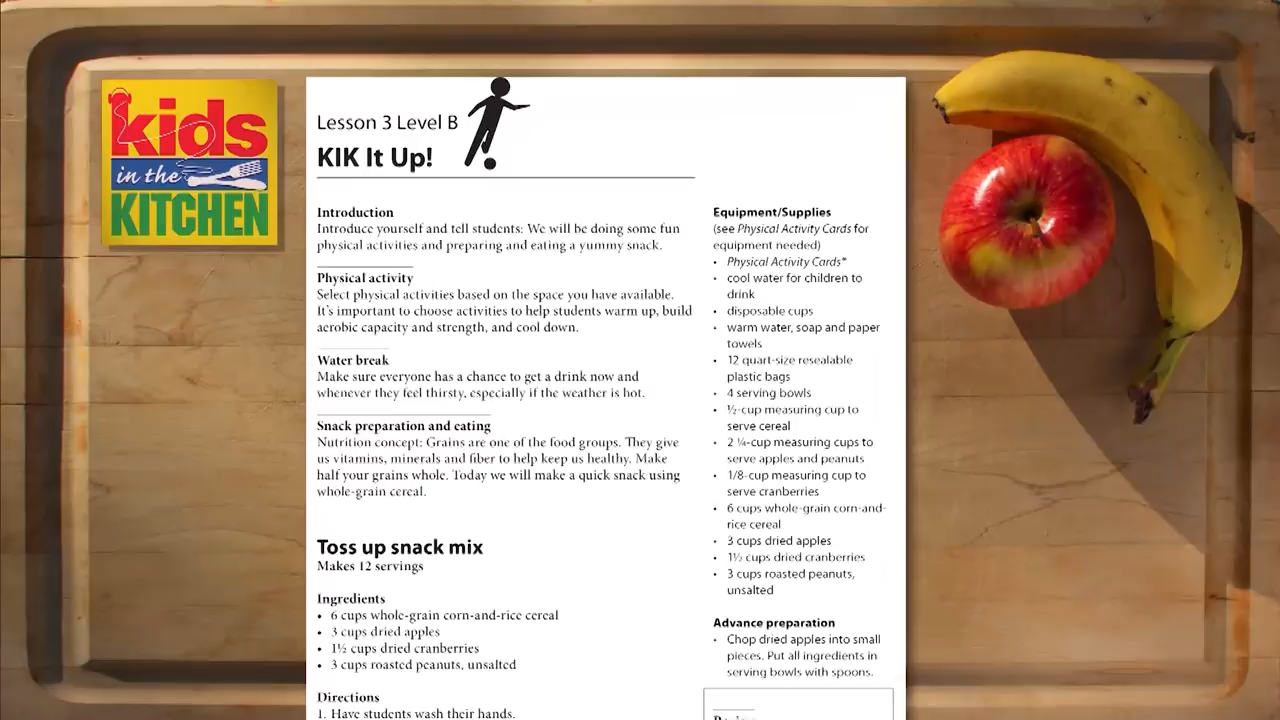 kids
in the
KITCHEN
Lesson 3 Level B
KIK It Up!
Introduction
Introduce yourself and tell students: We will be doing some fun
physical activities and preparing and eating a yummy snack.
Physical activity
Select physical activities based on the space you have available.
It's important to choose activities to help students warm up, build
aerobic capacity and strength, and cool down.
Water break
Make sure everyone has a chance to get a drink now and
whenever they feel thirsty, especially if the weather is hot.
Snack preparation and eating
Nutrition concept: Grains are one of the food groups. They give
us vitamins, minerals and fiber to help keep us healthy. Make
half your grains whole. Today we will make a quick snack using
whole-grain cereal.
Toss up snack mix
Makes 12 servings
Ingredients
• 6 cups whole-grain corn-and-rice cereal
• 3 cups dried apples
• 1½ cups dried cranberries
• 3 cups roasted peanuts, unsalted
Directions
1. Have students wash their hands.
Equipment/Supplies
(see Physical Activity Cards for
equipment needed)
• Physical Activity Cards*
• cool water for children to
drink
• disposable cups
• warm water, soap and paper
towels
• 12 quart-size resealable
plastic bags
• 4 serving bowls
• ½-cup measuring cup to
serve cereal
• 2 ¼-cup measuring cups to
serve apples and peanuts
• 1/8-cup measuring cup to
serve cranberries
• 6 cups whole-grain corn-and-
rice cereal
• 3 cups dried apples
• 1½ cups dried cranberries
• 3 cups roasted peanuts,
unsalted
Advance preparation
• Chop dried apples into small
pieces. Put all ingredients in
serving bowls with spoons.